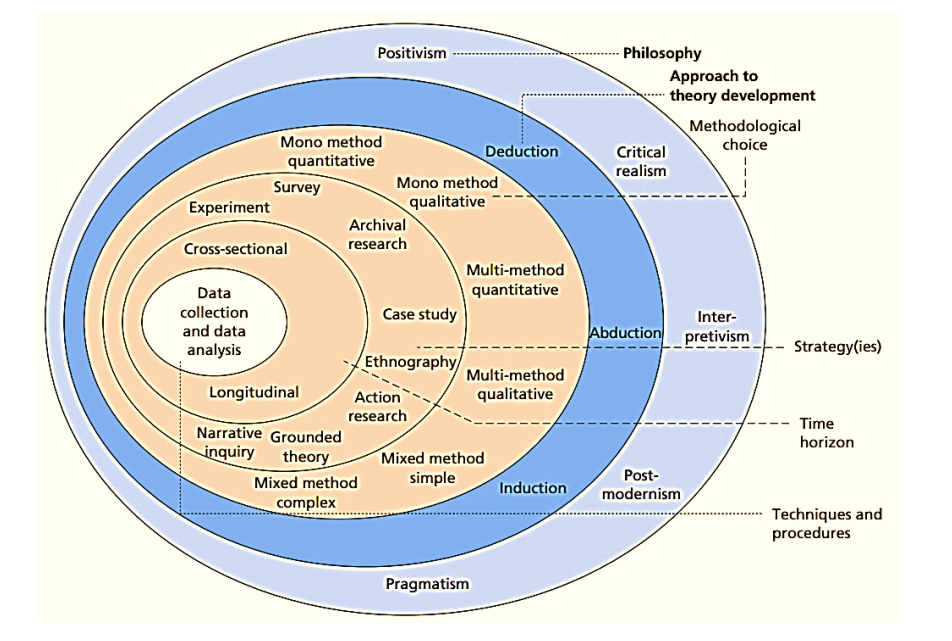 Positivism
Philosophy
Approach to
theory development
Methodological
choice
Deduction
Critical
realism
Mono method
quantitative
Mono method
qualitative
Survey
Experiment
Archival
research
Cross-sectional
Multi-method
quantitative
Data
collection
and data
analysis
Case study
Inter-
pretivism
Abduction
Strategy(ies)
Ethnography
Multi-method
qualitative
Longitudinal
Action
research
Time
horizon
Narrative
inquiry
Grounded
theory
Mixed method
simple
Mixed method
complex
Induction
Post-
modernism
Techniques and
procedures
Pragmatism